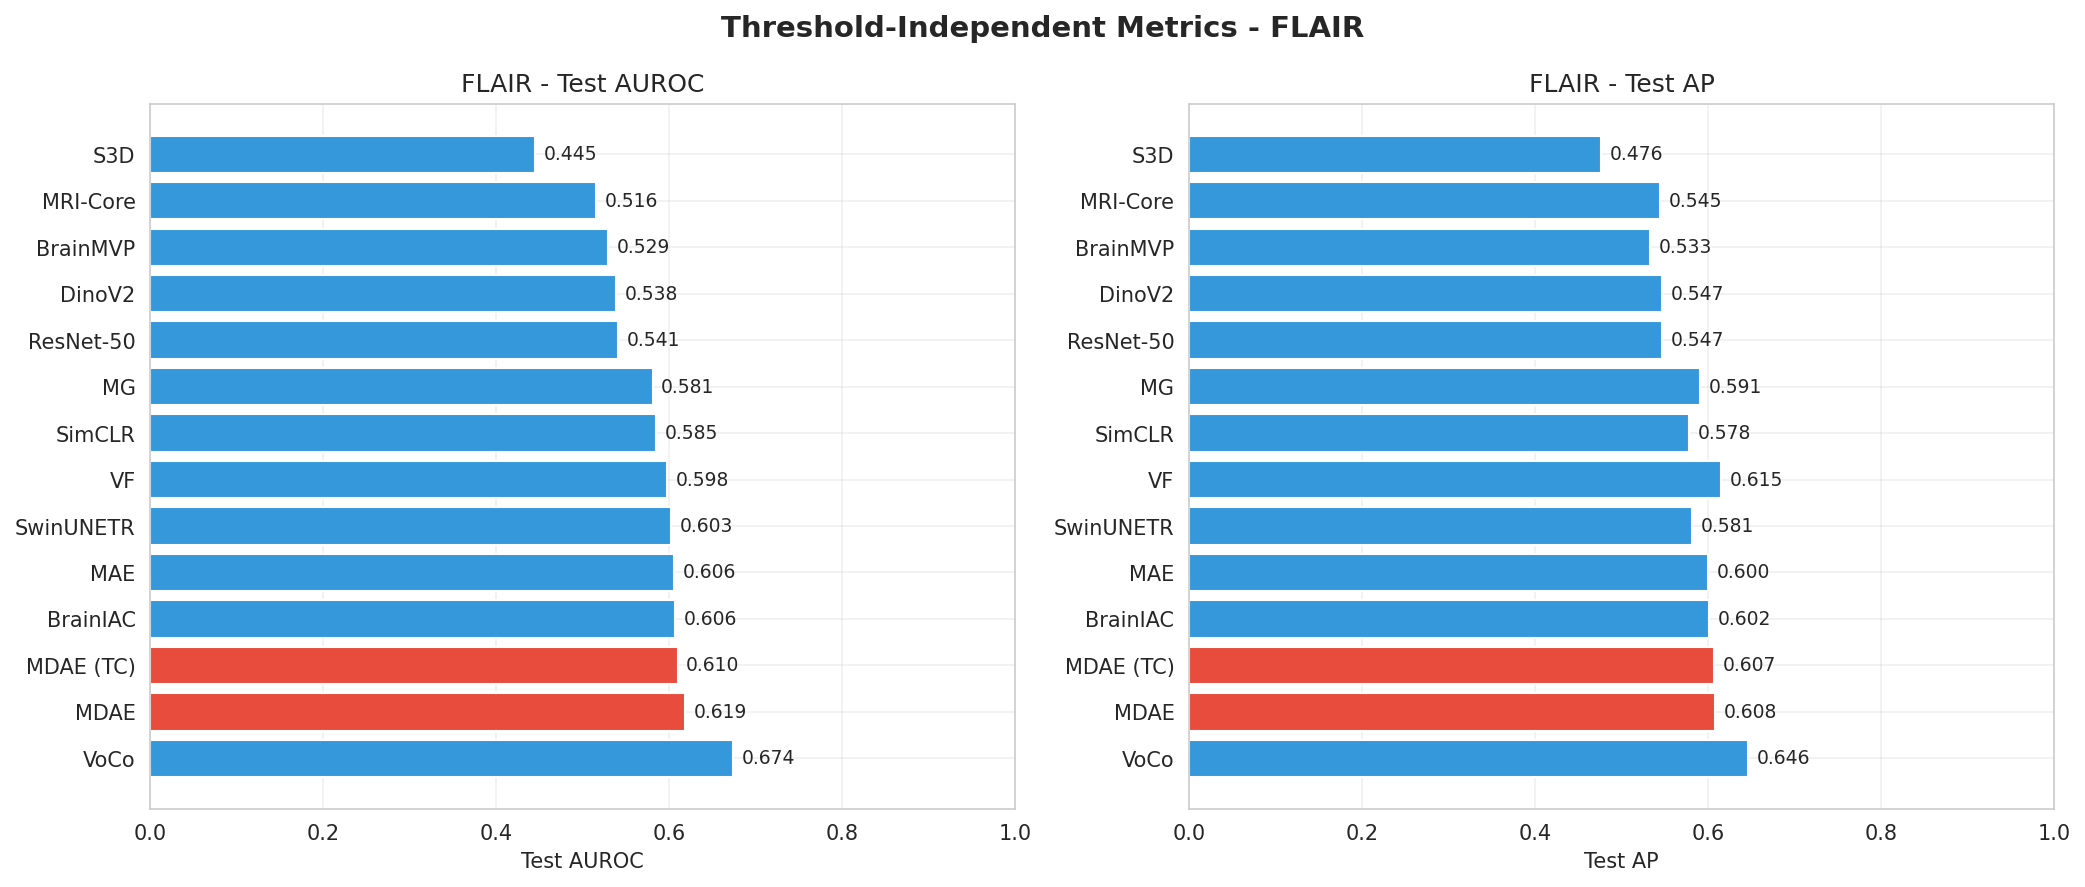 Threshold-Independent Metrics - FLAIR
FLAIR - Test AUROC
S3D 0.445
MRI-Core 0.516
BrainMVP 0.529
DinoV2 0.538
ResNet-50 0.541
MG 0.581
SimCLR 0.585
VF 0.598
SwinUNETR 0.603
MAE 0.606
BrainIAC 0.606
MDAE (TC) 0.610
MDAE 0.619
VoCo 0.674
0.0 0.2 0.4 0.6 0.8 1.0
Test AUROC
FLAIR - Test AP
S3D 0.476
MRI-Core 0.545
BrainMVP 0.533
DinoV2 0.547
ResNet-50 0.547
MG 0.591
SimCLR 0.578
VF 0.615
SwinUNETR 0.581
MAE 0.600
BrainIAC 0.602
MDAE (TC) 0.607
MDAE 0.608
VoCo 0.646
0.0 0.2 0.4 0.6 0.8 1.0
Test AP